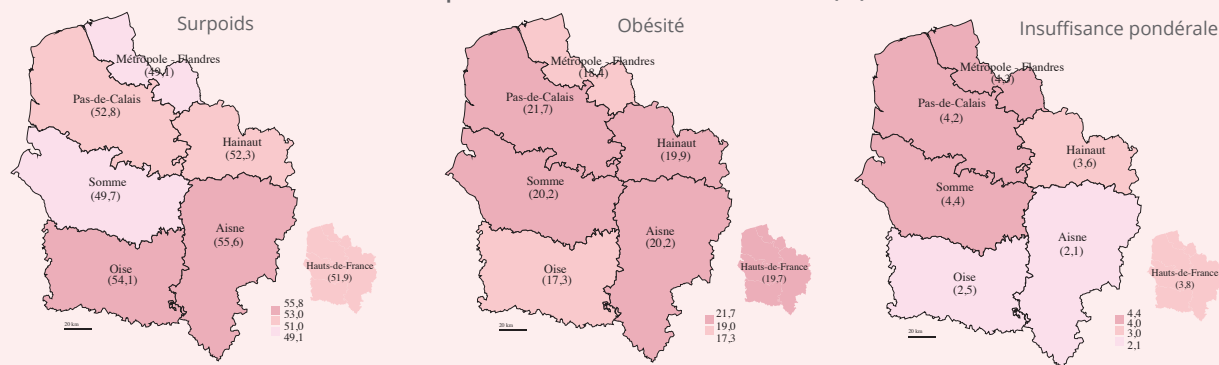 Surpoids
Métropole - Flandres
(49,1)
Pas-de-Calais
(52,8)
Hainaut
(52,3)
Somme
(49,7)
Aisne
(55,6)
Oise
(54,1)
Hauts-de-France
(51,9)
55,8
53,0
51,0
49,1
20 km
Obésité
Métropole - Flandres
(18,4)
Pas-de-Calais
(21,7)
Hainaut
(19,9)
Somme
(20,2)
Aisne
(20,2)
Oise
(17,3)
Hauts-de-France
(19,7)
21,7
19,0
17,3
20 km
Insuffisance pondérale
Métropole - Flandres
(4,3)
Pas-de-Calais
(4,2)
Hainaut
(3,6)
Somme
(4,4)
Aisne
(2,1)
Oise
(2,5)
Hauts-de-France
(3,8)
4,4
4,0
3,0
2,1
20 km